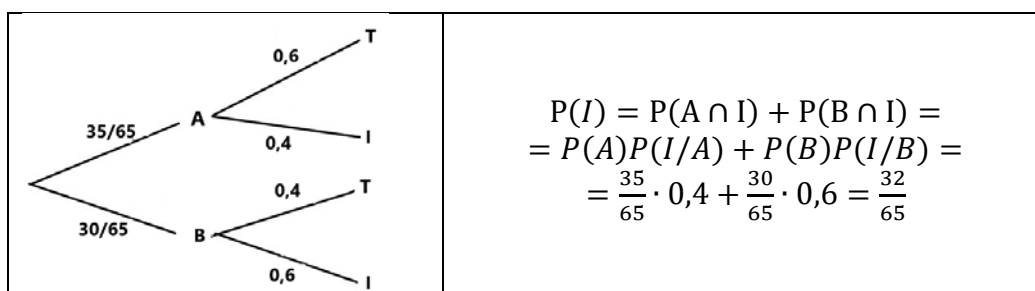 T
0,6
A
35/65
0,4
I
0,4
T
30/65
B
0,6
I
P(𝐼) = P(A ∩ I) + P(B ∩ I) =
= 𝑃(𝐴)𝑃(𝐼/𝐴) + 𝑃(𝐵)𝑃(𝐼/𝐵) =
= 35/65 · 0,4 + 30/65 · 0,6 = 32/65